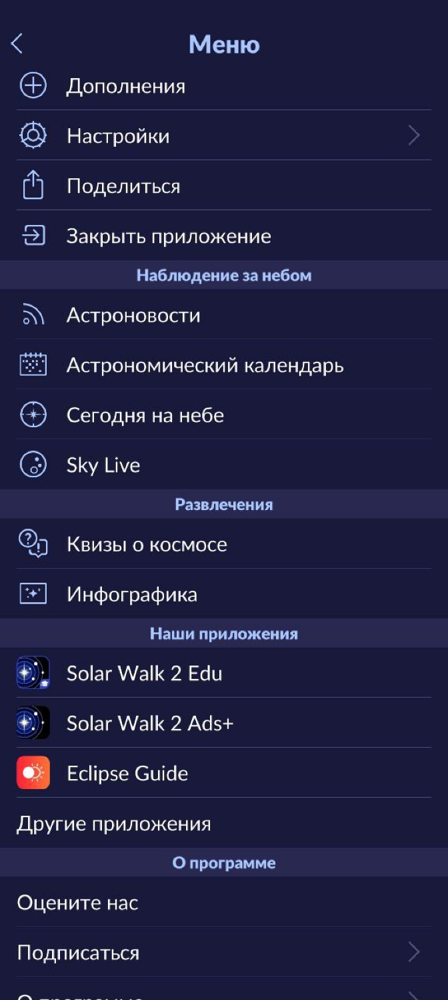 Меню
Дополнения
Настройки
Поделиться
Закрыть приложение
Наблюдение за небом
Астроновости
Астрономический календарь
Сегодня на небе
Sky Live
Развлечения
Квизы о космосе
Инфографика
Наши приложения
Solar Walk 2 Edu
Solar Walk 2 Ads+
Eclipse Guide
Другие приложения
О программе
Оцените нас
Подписаться
О программе